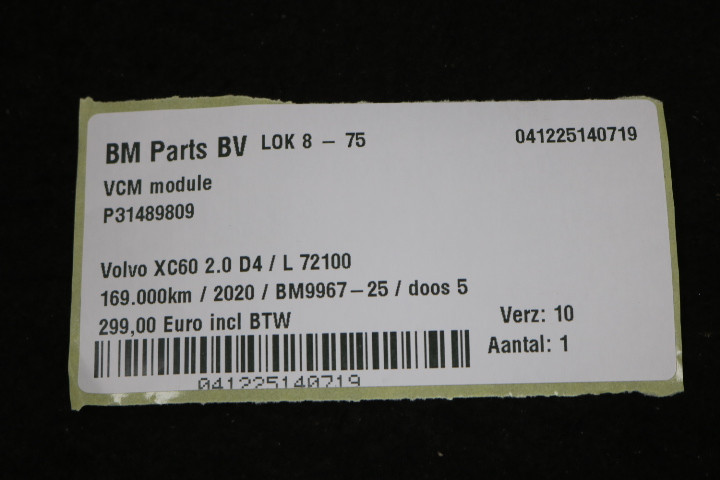 BM Parts BV LOK 8 - 75 041225140719
VCM module
P31489809
Volvo XC60 2.0 D4 / L 72100
169.000km / 2020 / BM9967-25 / doos 5
299,00 Euro incl BTW Verz: 10
Aantal: 1
041225140719